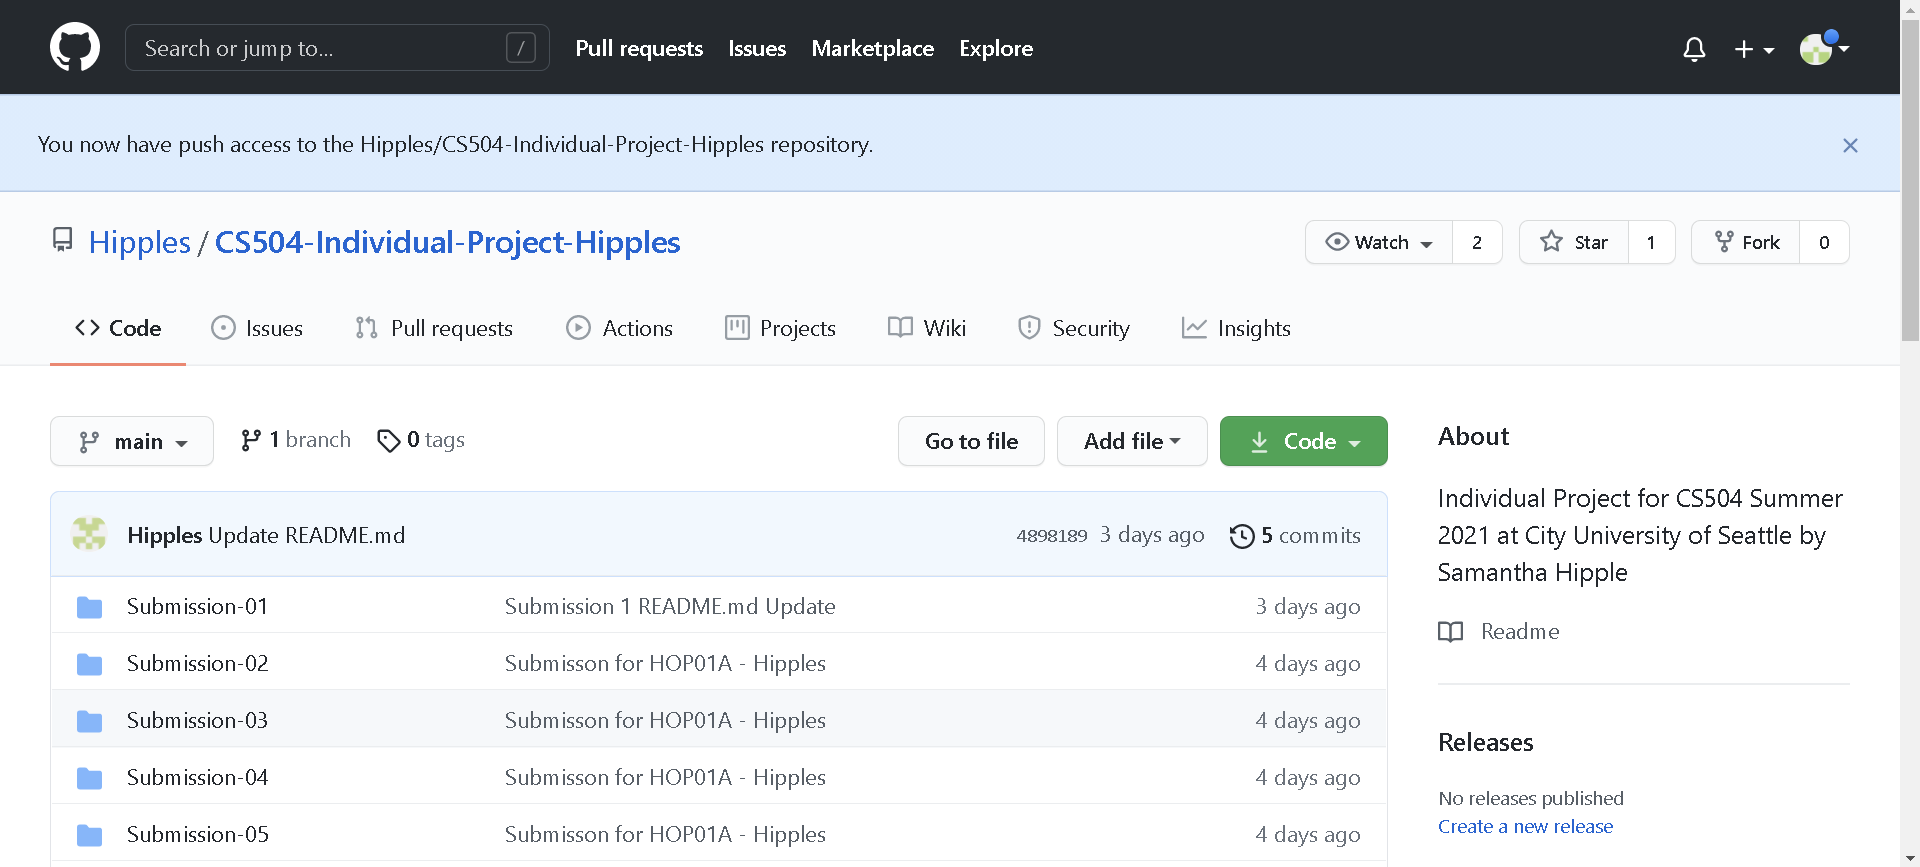 Search or jump to... / Pull requests Issues Marketplace Explore
You now have push access to the Hipples/CS504-Individual-Project-Hipples repository.
Hipples / CS504-Individual-Project-Hipples Watch 2 Star 1 Fork 0
Code Issues Pull requests Actions Projects Wiki Security Insights
main 1 branch 0 tags Go to file Add file Code
Hipples Update README.md 4898189 3 days ago 5 commits
Submission-01 Submission 1 README.md Update 3 days ago
Submission-02 Submisson for HOP01A - Hipples 4 days ago
Submission-03 Submisson for HOP01A - Hipples 4 days ago
Submission-04 Submisson for HOP01A - Hipples 4 days ago
Submission-05 Submisson for HOP01A - Hipples 4 days ago
About
Individual Project for CS504 Summer
2021 at City University of Seattle by
Samantha Hipple
Readme
Releases
No releases published
Create a new release